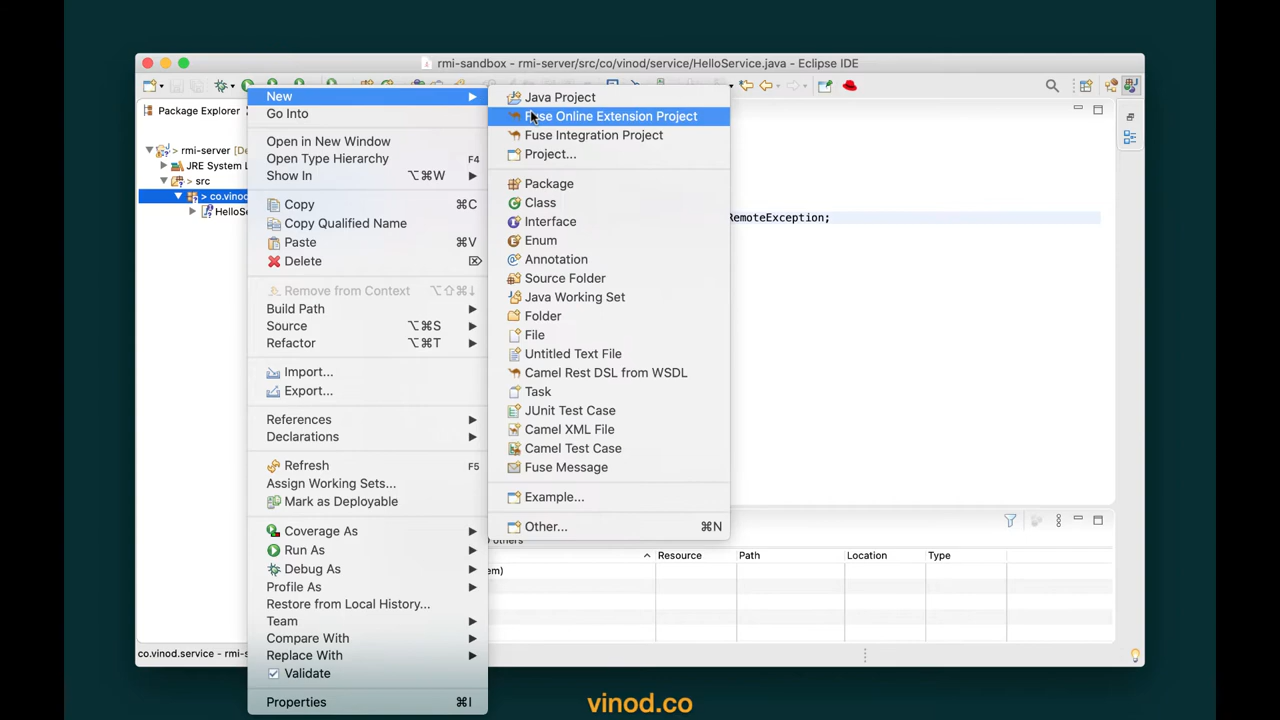 rmi-sandbox - rmi-server/src/co/vinod/service/HelloService.java - Eclipse IDE
Package Explorer
rmi-server
JRE System L
> src
> co.vinod
HelloSe
RemoteException;
New
Go Into
Open in New Window
Open Type Hierarchy F4
Show In ⌥⌘W
Copy ⌘C
Copy Qualified Name
Paste ⌘V
Delete ⌦
Remove from Context ⌥⇧⌘↓
Build Path
Source ⌥⌘S
Refactor ⌥⌘T
Import...
Export...
References
Declarations
Refresh F5
Assign Working Sets...
Mark as Deployable
Coverage As
Run As
Debug As
Profile As
Restore from Local History...
Team
Compare With
Replace With
Validate
Properties ⌘I
Java Project
Fuse Online Extension Project
Fuse Integration Project
Project...
Package
Class
Interface
Enum
Annotation
Source Folder
Java Working Set
Folder
File
Untitled Text File
Camel Rest DSL from WSDL
Task
JUnit Test Case
Camel XML File
Camel Test Case
Fuse Message
Example...
Other... ⌘N
others
Resource Path Location Type
em)
co.vinod.service - rmi-s
vinod.co